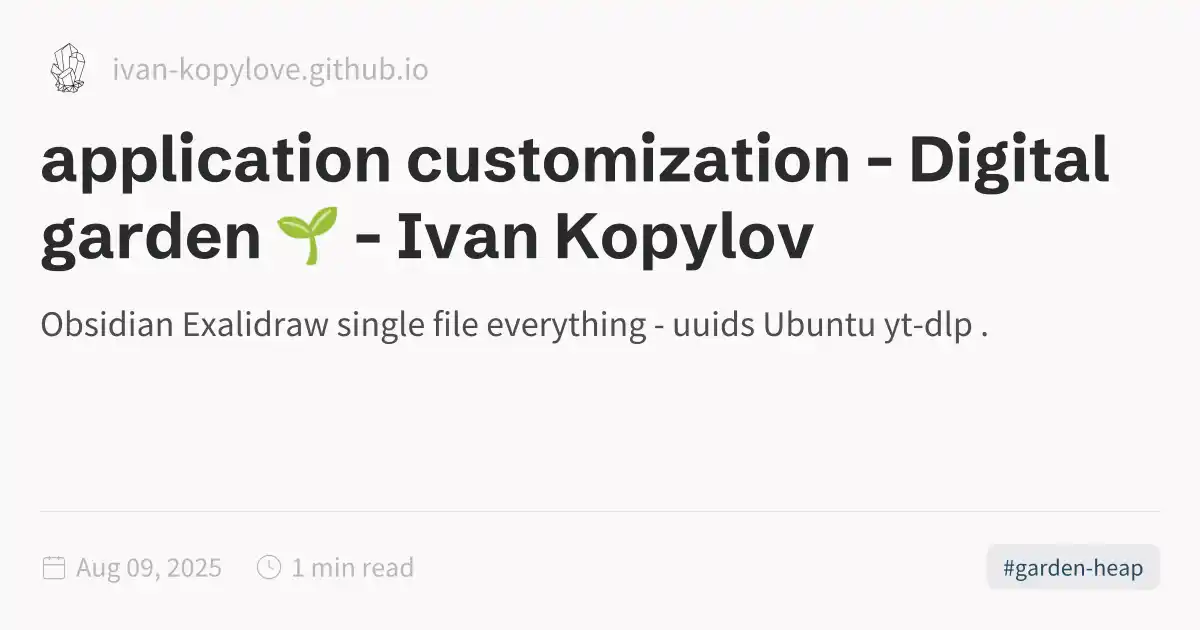 ivan-kopylove.github.io
application customization - Digital
garden 🌱 - Ivan Kopylov
Obsidian Exalidraw single file everything - uuids Ubuntu yt-dlp .
Aug 09, 2025 1 min read #garden-heap